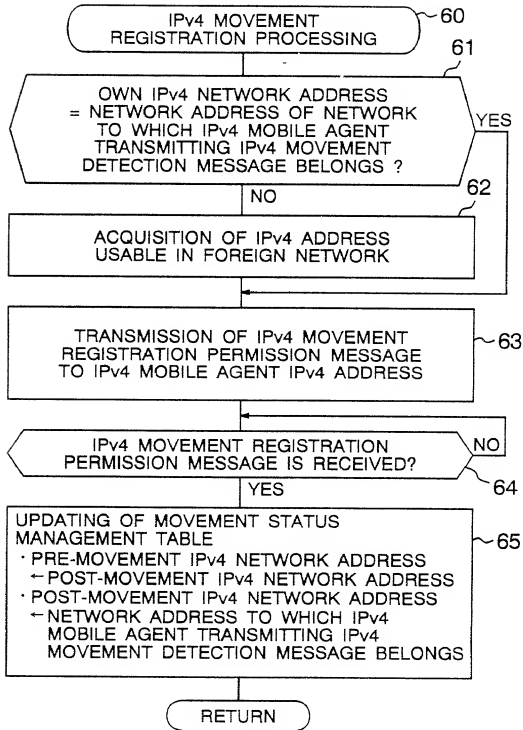 IPv4 MOVEMENT
REGISTRATION PROCESSING
60
61
OWN IPv4 NETWORK ADDRESS
= NETWORK ADDRESS OF NETWORK
TO WHICH IPv4 MOBILE AGENT
TRANSMITTING IPv4 MOVEMENT
DETECTION MESSAGE BELONGS ?
YES
NO
62
ACQUISITION OF IPv4 ADDRESS
USABLE IN FOREIGN NETWORK
TRANSMISSION OF IPv4 MOVEMENT
REGISTRATION PERMISSION MESSAGE
TO IPv4 MOBILE AGENT IPv4 ADDRESS
63
IPv4 MOVEMENT REGISTRATION
PERMISSION MESSAGE IS RECEIVED?
NO
64
YES
UPDATING OF MOVEMENT STATUS
MANAGEMENT TABLE
· PRE-MOVEMENT IPv4 NETWORK ADDRESS
← POST-MOVEMENT IPv4 NETWORK ADDRESS
· POST-MOVEMENT IPv4 NETWORK ADDRESS
← NETWORK ADDRESS TO WHICH IPv4
MOBILE AGENT TRANSMITTING IPv4
MOVEMENT DETECTION MESSAGE BELONGS
65
RETURN